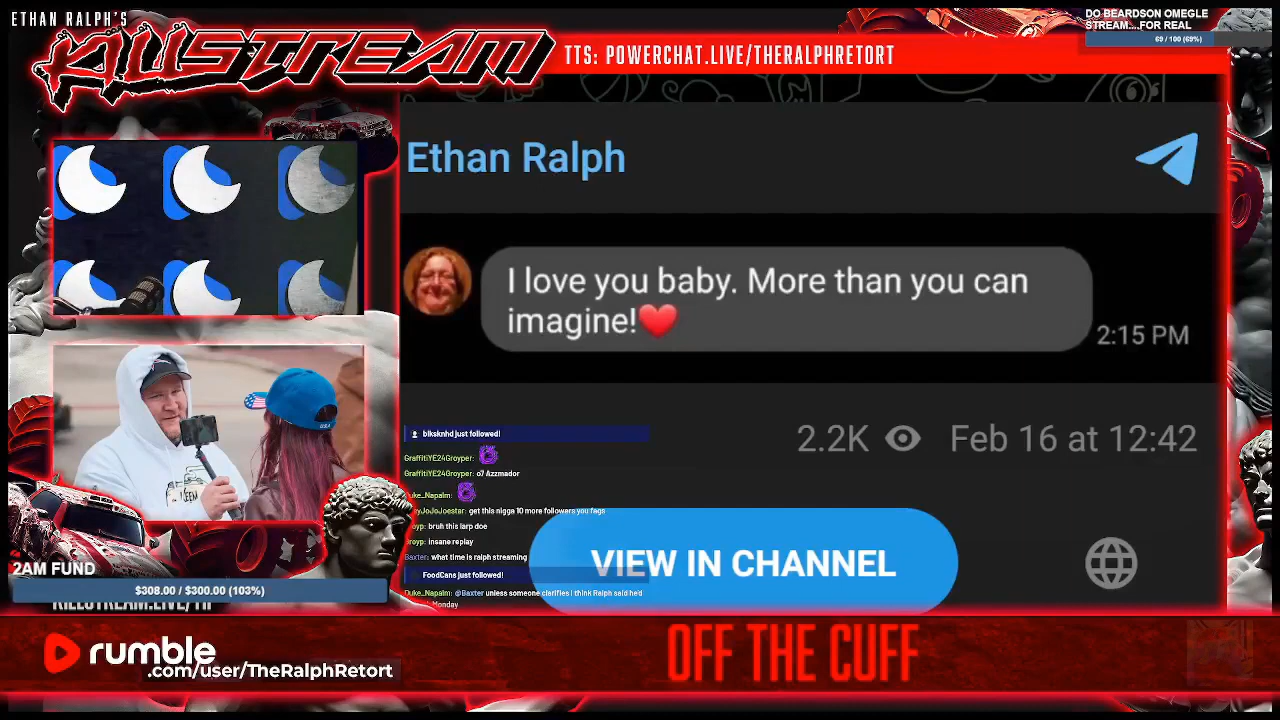 ETHAN RALPH'S
KILLSTREAM
TTS: POWERCHAT.LIVE/THERALPHRETORT
DO BEARDSON OMEGLE
STREAM....FOR REAL
69 / 100 (69%)
Ethan Ralph
I love you baby. More than you can
imagine!❤️
2:15 PM
2.2K
Feb 16 at 12:42
blksknhd just followed!
GraffitiYE24Groyper:
GraffitiYE24Groyper: o7 Azzmador
Duke_Napalm:
JoJoJoestar: get this nigga 10 more followers you fags
bruh this larp doe
insane replay
Baxter: what time is ralph streaming
FoodCans just followed!
Duke_Napalm: @Baxter unless someone clarifies I think Ralph said he'd
Monday
VIEW IN CHANNEL
USA
2AM FUND
$308.00 / $300.00 (103%)
rumble
.com/user/TheRalphRetort
OFF THE CUFF